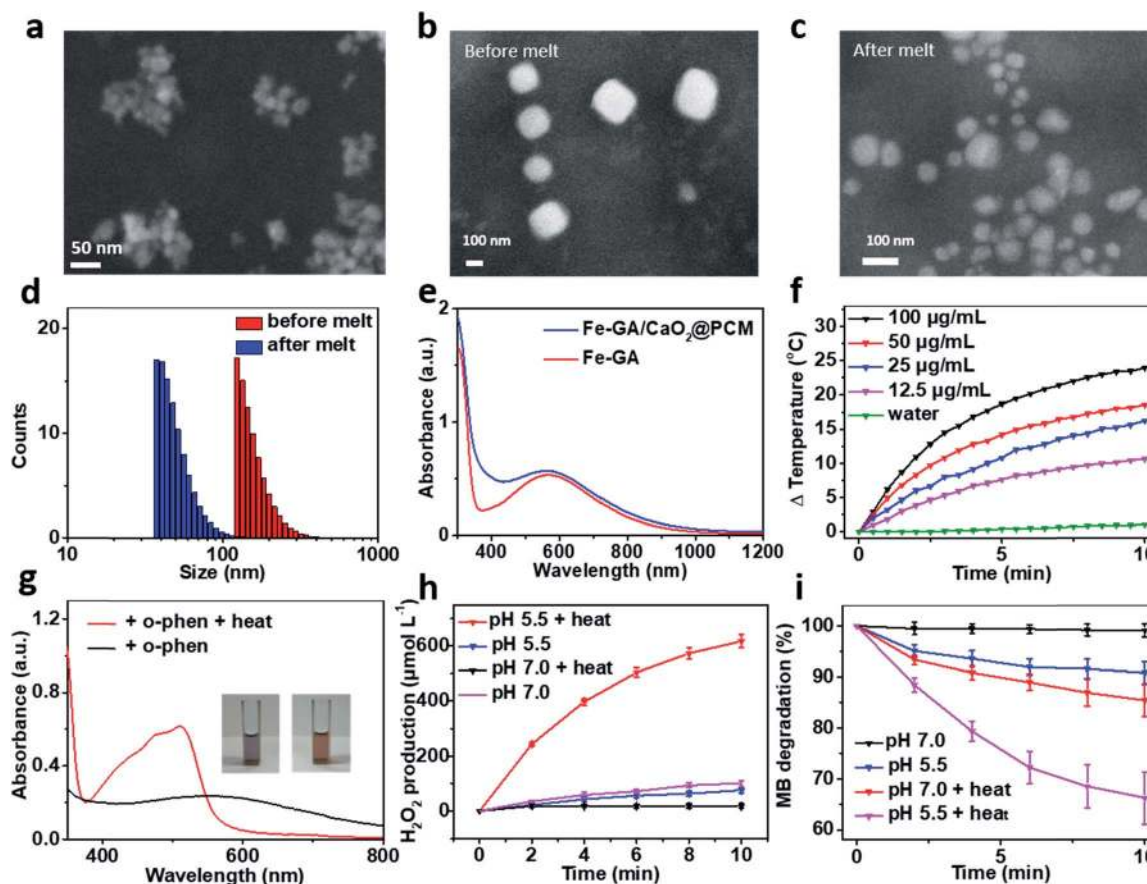 a
50 nm
b
Before melt
100 nm
c
After melt
100 nm
d
20
10
0
Counts
before melt
after melt
10
100
1000
Size (nm)
e
2
1
0
Absorbance (a.u.)
Fe-GA/CaO₂@PCM
Fe-GA
400
600
800
1000
1200
Wavelength (nm)
f
30
25
20
15
10
5
0
Δ Temperature (°C)
100 µg/mL
50 µg/mL
25 µg/mL
12.5 µg/mL
water
0
5
10
Time (min)
g
1.2
0.8
0.4
0.0
Absorbance (a.u.)
+ o-phen + heat
+ o-phen
400
600
800
Wavelength (nm)
h
600
400
200
0
H₂O₂ production (µmol L⁻¹)
pH 5.5 + heat
pH 5.5
pH 7.0 + heat
pH 7.0
0
2
4
6
8
10
Time (min)
i
100
90
80
70
60
MB degradation (%)
pH 7.0
pH 5.5
pH 7.0 + heat
pH 5.5 + heat
0
5
10
Time (min)